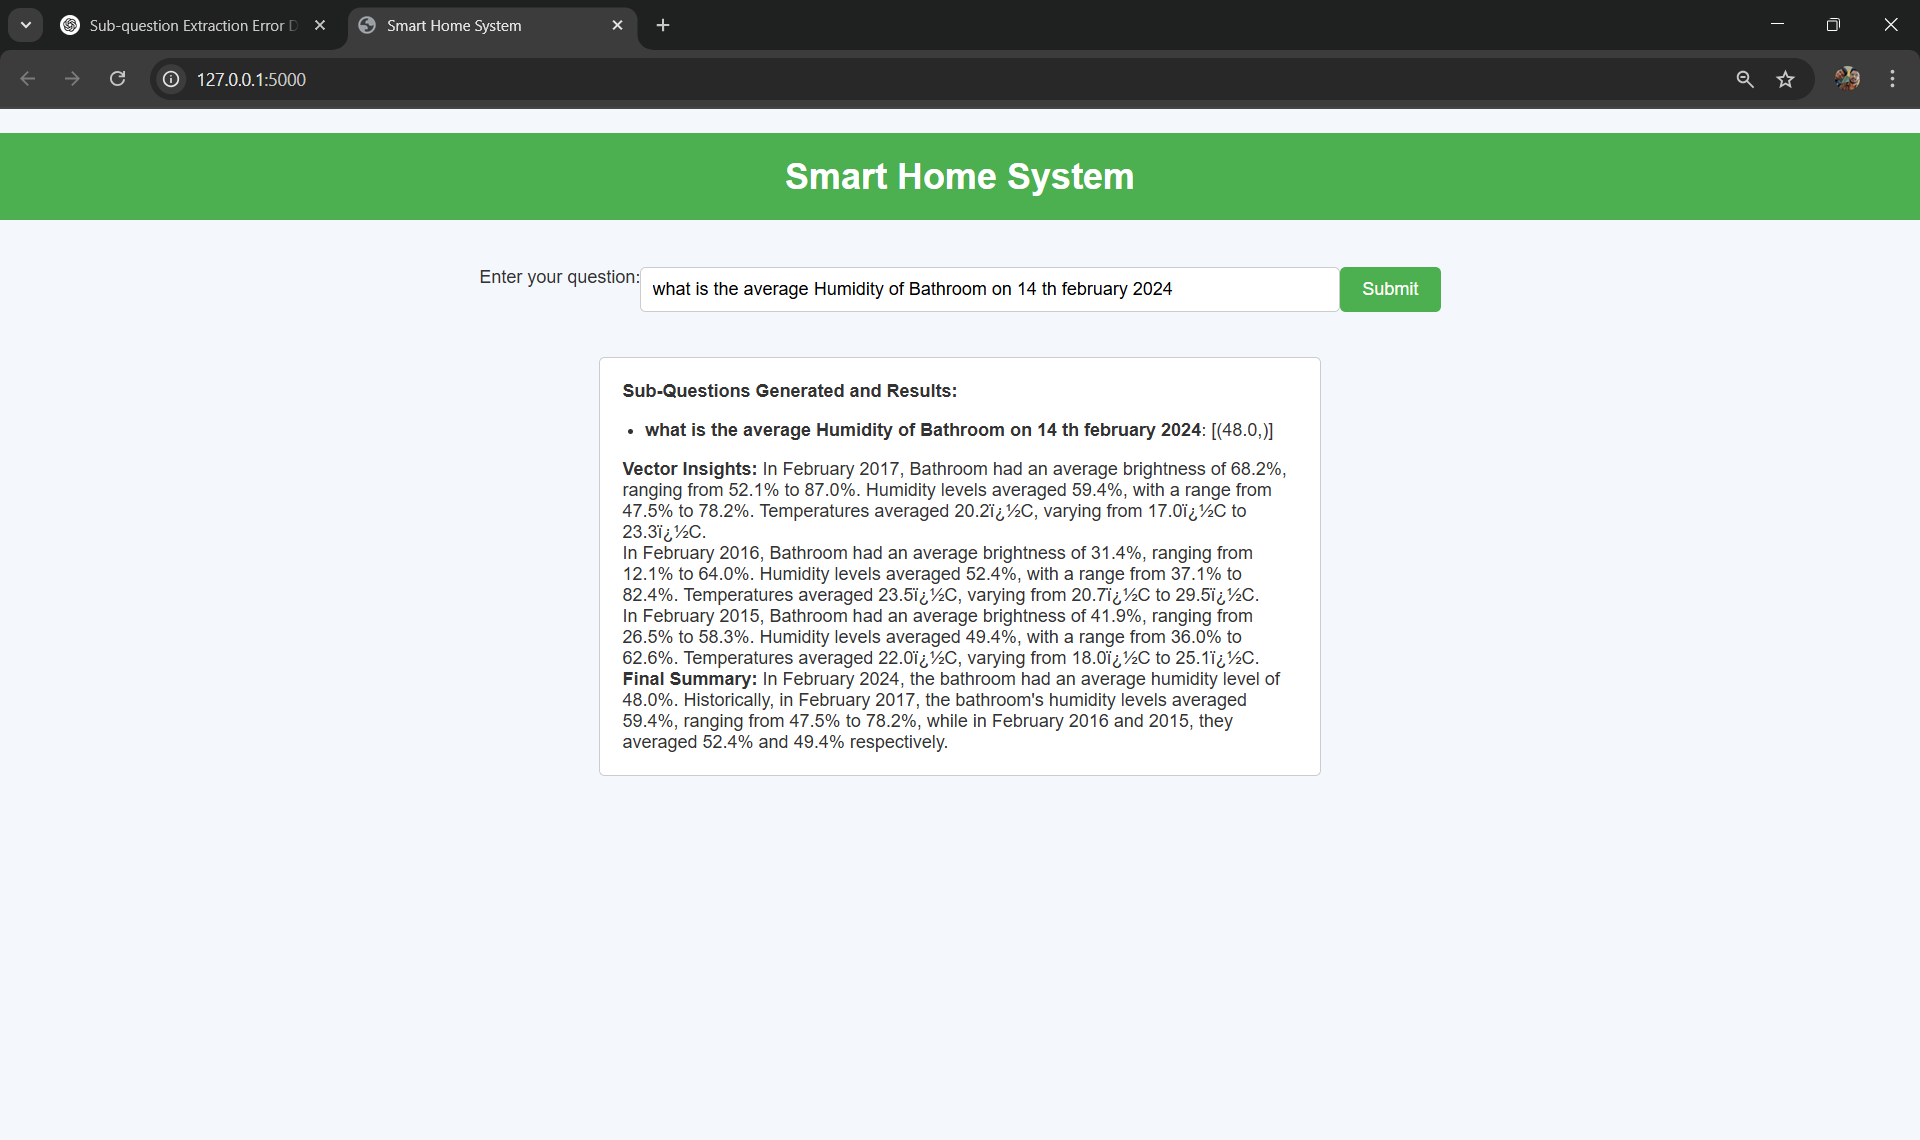 Sub-question Extraction Error D
Smart Home System
127.0.0.1:5000
Smart Home System
Enter your question:
what is the average Humidity of Bathroom on 14 th february 2024
Submit
Sub-Questions Generated and Results:
• what is the average Humidity of Bathroom on 14 th february 2024: [(48.0,)]
Vector Insights: In February 2017, Bathroom had an average brightness of 68.2%,
ranging from 52.1% to 87.0%. Humidity levels averaged 59.4%, with a range from
47.5% to 78.2%. Temperatures averaged 20.2ï¿½C, varying from 17.0ï¿½C to
23.3ï¿½C.
In February 2016, Bathroom had an average brightness of 31.4%, ranging from
12.1% to 64.0%. Humidity levels averaged 52.4%, with a range from 37.1% to
82.4%. Temperatures averaged 23.5ï¿½C, varying from 20.7ï¿½C to 29.5ï¿½C.
In February 2015, Bathroom had an average brightness of 41.9%, ranging from
26.5% to 58.3%. Humidity levels averaged 49.4%, with a range from 36.0% to
62.6%. Temperatures averaged 22.0ï¿½C, varying from 18.0ï¿½C to 25.1ï¿½C.
Final Summary: In February 2024, the bathroom had an average humidity level of
48.0%. Historically, in February 2017, the bathroom's humidity levels averaged
59.4%, ranging from 47.5% to 78.2%, while in February 2016 and 2015, they
averaged 52.4% and 49.4% respectively.